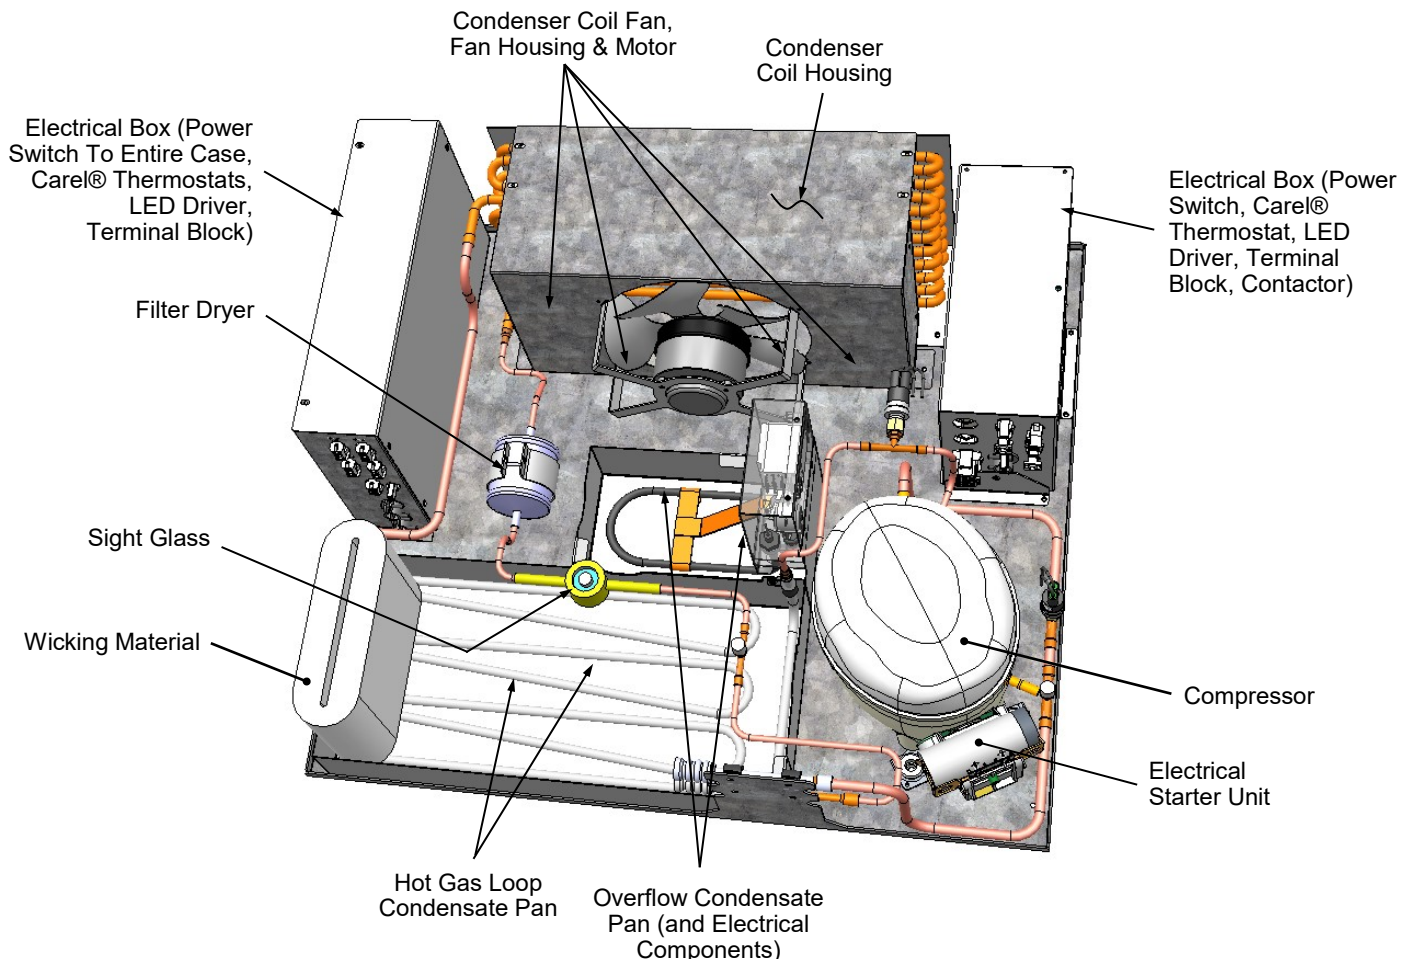 Condenser Coil Fan,
Fan Housing & Motor
Condenser
Coil Housing
Electrical Box (Power
Switch To Entire Case,
Carel® Thermostats,
LED Driver,
Terminal Block)
Electrical Box (Power
Switch, Carel®
Thermostat, LED
Driver, Terminal
Block, Contactor)
Filter Dryer
Sight Glass
Wicking Material
Compressor
Electrical
Starter Unit
Hot Gas Loop
Condensate Pan
Overflow Condensate
Pan (and Electrical
Components)